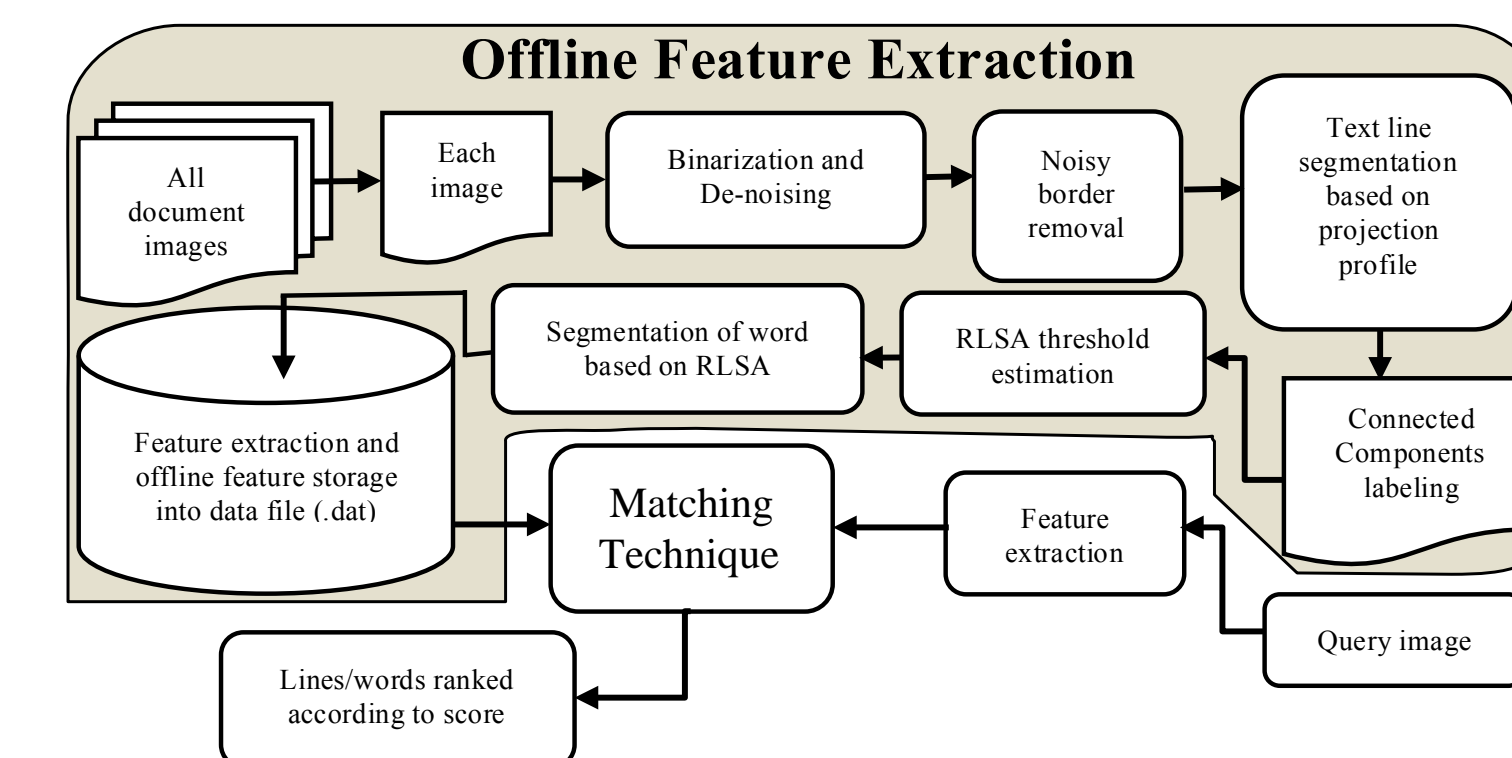 Offline Feature Extraction
All
document
images
Each
image
Binarization and
De-noising
Noisy
border
removal
Text line
segmentation
based on
projection
profile
Segmentation of word
based on RLSA
RLSA threshold
estimation
Connected
Components
labeling
Feature extraction and
offline feature storage
into data file (.dat)
Matching
Technique
Feature
extraction
Query image
Lines/words ranked
according to score